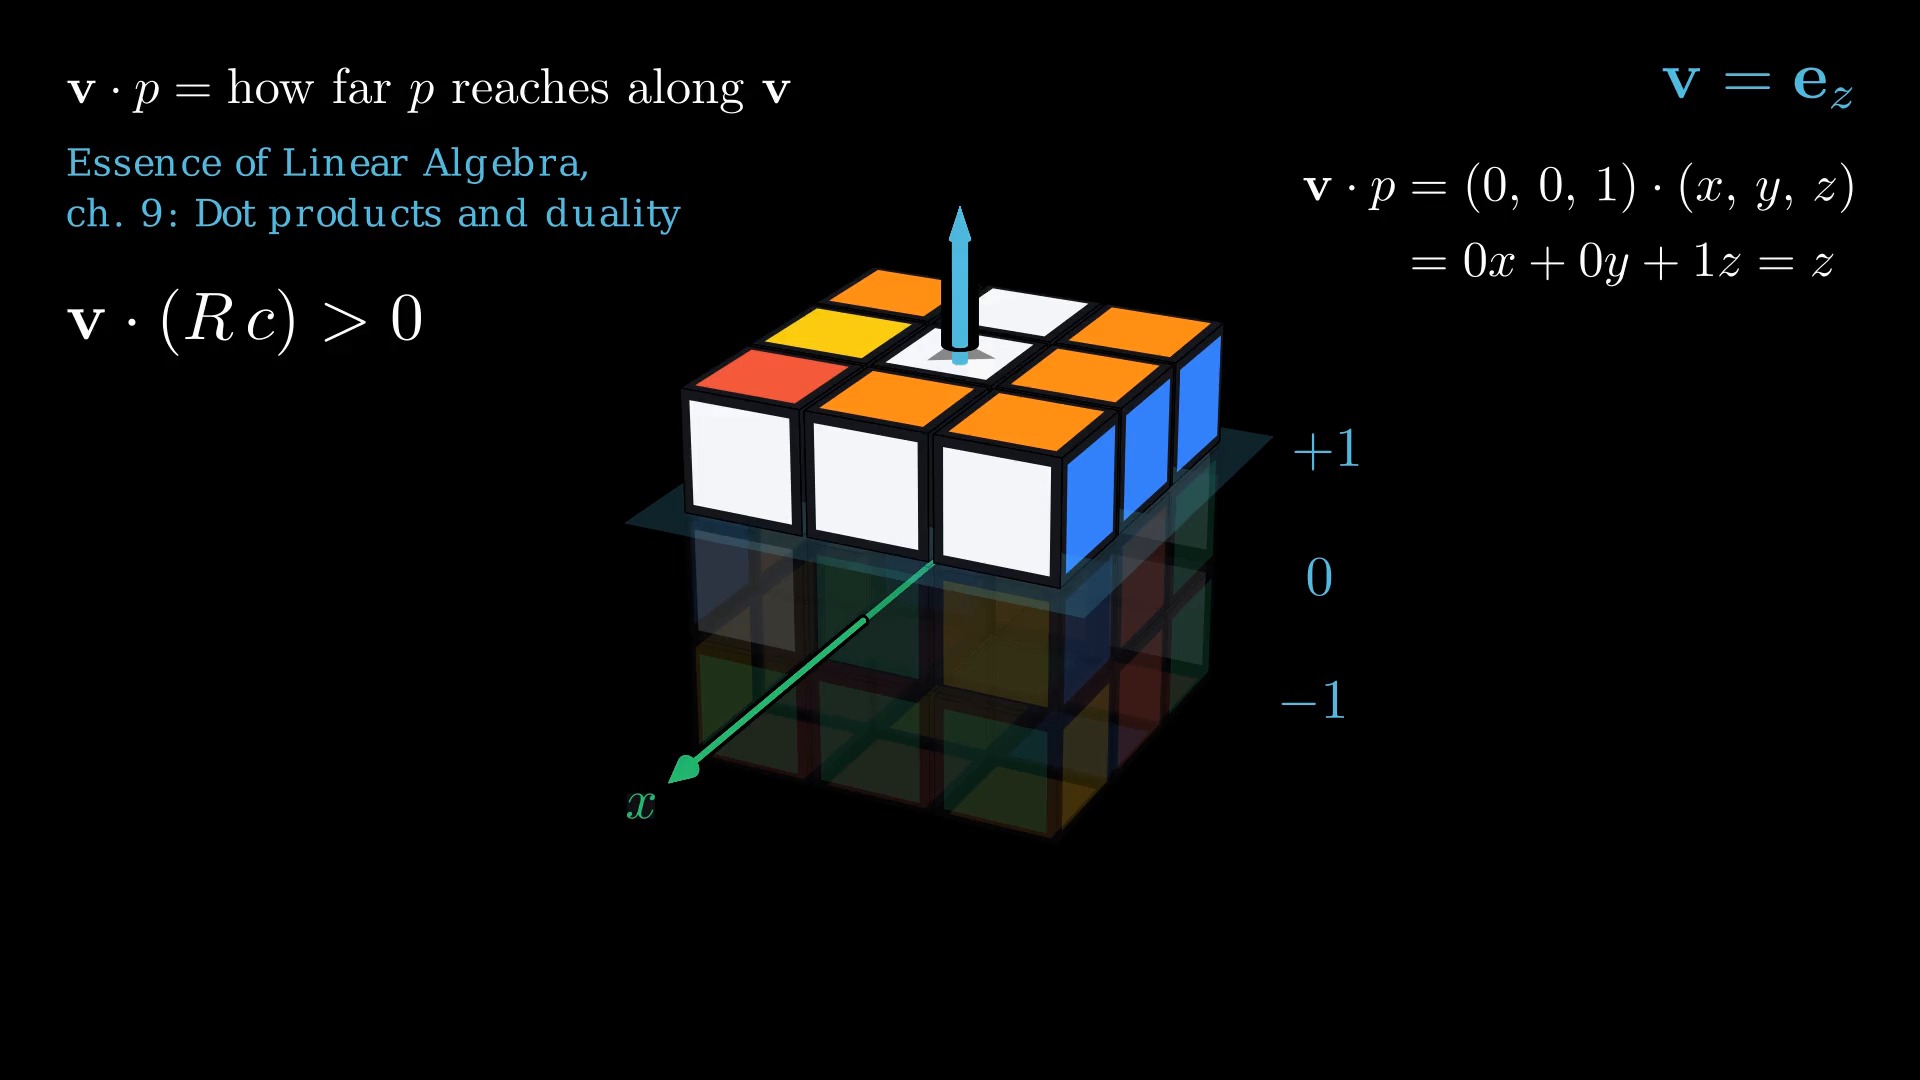 v · p = how far p reaches along v
Essence of Linear Algebra,
ch. 9: Dot products and duality
v · (R c) > 0
v = e_z
v · p = (0, 0, 1) · (x, y, z)
= 0x + 0y + 1z = z
+1
0
−1
x